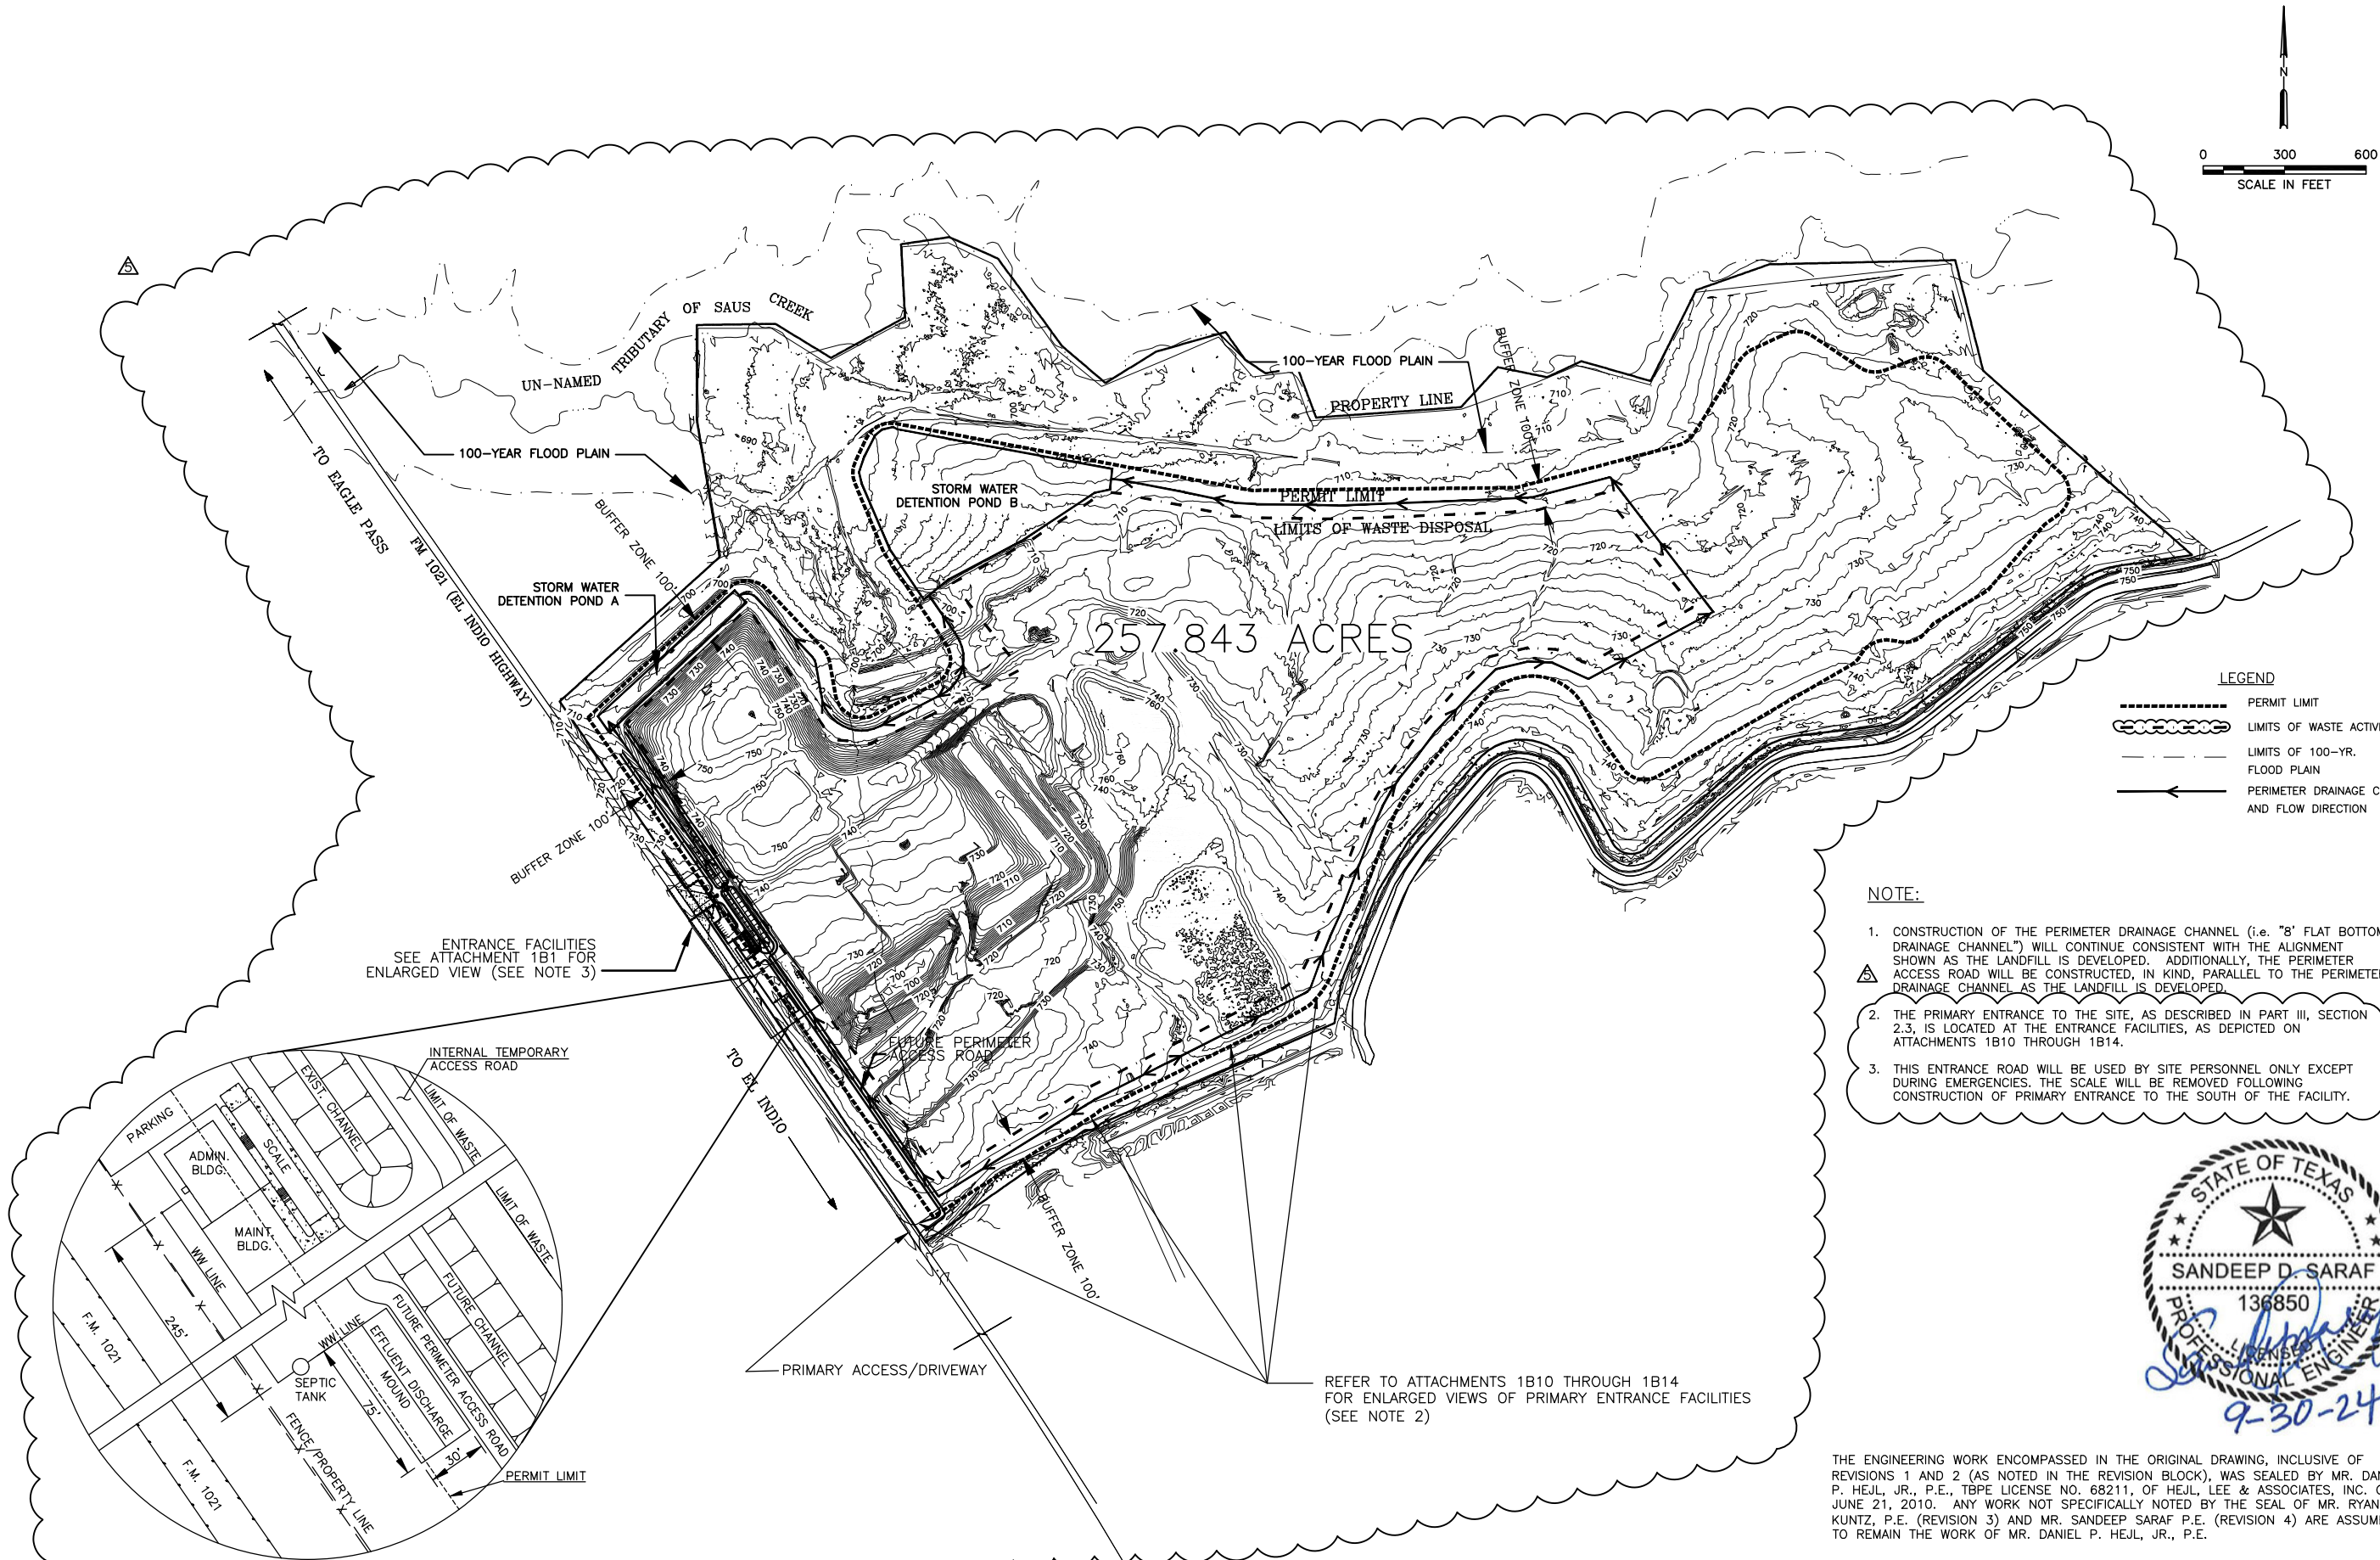 N
0 300 600
SCALE IN FEET
5
UN-NAMED TRIBUTARY OF SAUS CREEK
100-YEAR FLOOD PLAIN
PROPERTY LINE
BUFFER ZONE 100'
100-YEAR FLOOD PLAIN
TO EAGLE PASS
FM 1021 (EL INDIO HIGHWAY)
BUFFER ZONE 100'
STORM WATER
DETENTION POND B
PERMIT LIMIT
LIMITS OF WASTE DISPOSAL
STORM WATER
DETENTION POND A
257.843 ACRES
BUFFER ZONE 100'
ENTRANCE FACILITIES
SEE ATTACHMENT 1B1 FOR
ENLARGED VIEW (SEE NOTE 3)
FUTURE PERIMETER
ACCESS ROAD
TO EL INDIO
BUFFER ZONE 100'
PRIMARY ACCESS/DRIVEWAY
REFER TO ATTACHMENTS 1B10 THROUGH 1B14
FOR ENLARGED VIEWS OF PRIMARY ENTRANCE FACILITIES
(SEE NOTE 2)
INTERNAL TEMPORARY
ACCESS ROAD
PARKING
EXIST. CHANNEL
LIMIT OF WASTE
ADMIN.
BLDG.
SCALE
MAINT.
BLDG.
WW LINE
LIMIT OF WASTE
F.M. 1021
245'
FUTURE CHANNEL
FUTURE PERIMETER ACCESS ROAD
WW LINE
EFFLUENT DISCHARGE
MOUND
SEPTIC
TANK
75'
30'
FENCE/PROPERTY LINE
F.M. 1021
PERMIT LIMIT
LEGEND
PERMIT LIMIT
LIMITS OF WASTE
LIMITS OF 100-YR.
FLOOD PLAIN
PERIMETER DRAINAGE
AND FLOW DIRECTION
NOTE:
1. CONSTRUCTION OF THE PERIMETER DRAINAGE CHANNEL (i.e. "8' FLAT BOTTOM
DRAINAGE CHANNEL") WILL CONTINUE CONSISTENT WITH THE ALIGNMENT
SHOWN AS THE LANDFILL IS DEVELOPED. ADDITIONALLY, THE PERIMETER
5 ACCESS ROAD WILL BE CONSTRUCTED, IN KIND, PARALLEL TO THE PERIMETER
DRAINAGE CHANNEL AS THE LANDFILL IS DEVELOPED.
2. THE PRIMARY ENTRANCE TO THE SITE, AS DESCRIBED IN PART III, SECTION
2.3, IS LOCATED AT THE ENTRANCE FACILITIES, AS DEPICTED ON
ATTACHMENTS 1B10 THROUGH 1B14.
3. THIS ENTRANCE ROAD WILL BE USED BY SITE PERSONNEL ONLY EXCEPT
DURING EMERGENCIES. THE SCALE WILL BE REMOVED FOLLOWING
CONSTRUCTION OF PRIMARY ENTRANCE TO THE SOUTH OF THE FACILITY.
STATE OF TEXAS
SANDEEP D. SARAF
136850
LICENSED
PROFESSIONAL ENGINEER
9-30-24
THE ENGINEERING WORK ENCOMPASSED IN THE ORIGINAL DRAWING, INCLUSIVE OF
REVISIONS 1 AND 2 (AS NOTED IN THE REVISION BLOCK), WAS SEALED BY MR.
P. HEJL, JR., P.E., TBPE LICENSE NO. 68211, OF HEJL, LEE & ASSOCIATES, INC.
JUNE 21, 2010. ANY WORK NOT SPECIFICALLY NOTED BY THE SEAL OF MR. RYAN
KUNTZ, P.E. (REVISION 3) AND MR. SANDEEP SARAF P.E. (REVISION 4) ARE
TO REMAIN THE WORK OF MR. DANIEL P. HEJL, JR., P.E.